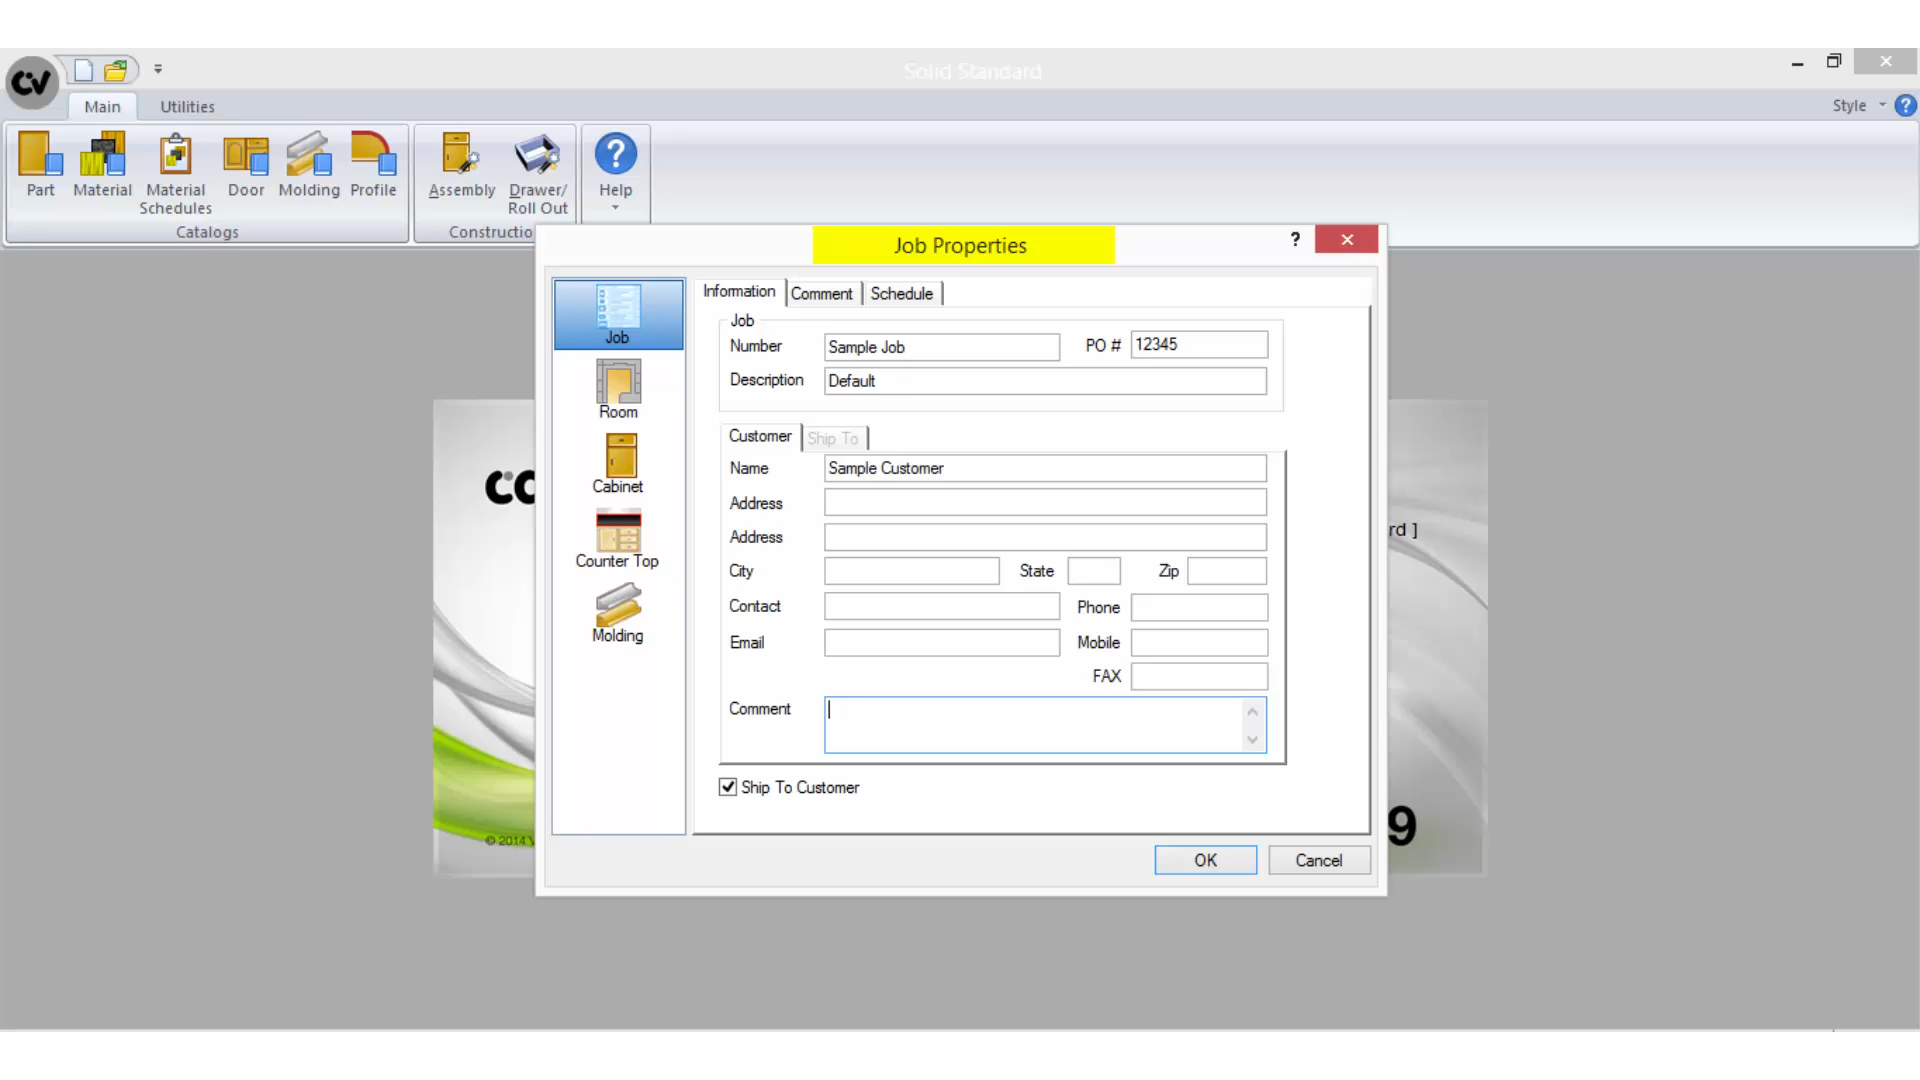 CV
Solid Standard
Main
Utilities
Style
Part
Material
Material Schedules
Door
Molding
Profile
Assembly
Drawer/ Roll Out
Help
Catalogs
Constructio
Job Properties
Job
Room
Cabinet
Counter Top
Molding
Information
Comment
Schedule
Job
Number
Sample Job
PO #
12345
Description
Default
Customer
Ship To
Name
Sample Customer
Address
Address
City
State
Zip
Contact
Phone
Email
Mobile
FAX
Comment
Ship To Customer
OK
Cancel
rd ]
9
© 2014